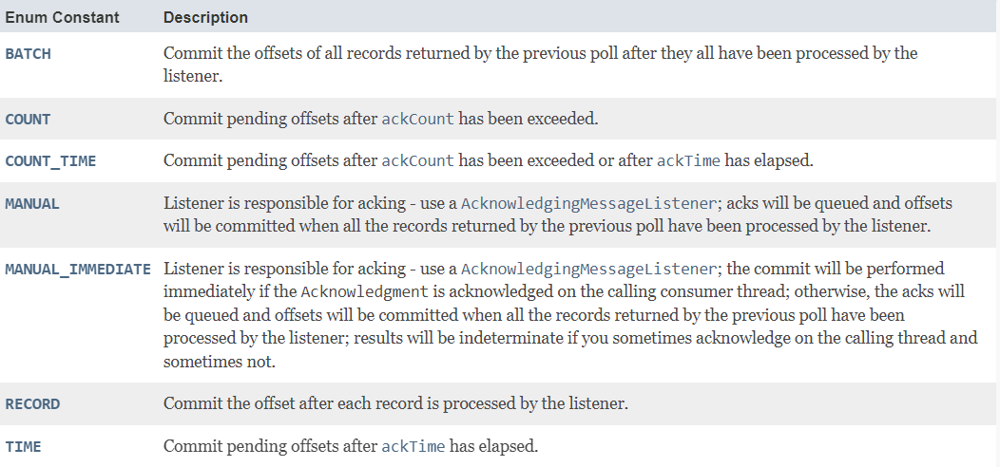 Enum Constant Description
BATCH Commit the offsets of all records returned by the previous poll after they all have been processed by the
listener.
COUNT Commit pending offsets after ackCount has been exceeded.
COUNT_TIME Commit pending offsets after ackCount has been exceeded or after ackTime has elapsed.
MANUAL Listener is responsible for acking - use a AcknowledgingMessageListener; acks will be queued and offsets
will be committed when all the records returned by the previous poll have been processed by the listener.
MANUAL_IMMEDIATE Listener is responsible for acking - use a AcknowledgingMessageListener; the commit will be performed
immediately if the Acknowledgment is acknowledged on the calling consumer thread; otherwise, the acks will
be queued and offsets will be committed when all the records returned by the previous poll have been
processed by the listener; results will be indeterminate if you sometimes acknowledge on the calling thread and
sometimes not.
RECORD Commit the offset after each record is processed by the listener.
TIME Commit pending offsets after ackTime has elapsed.